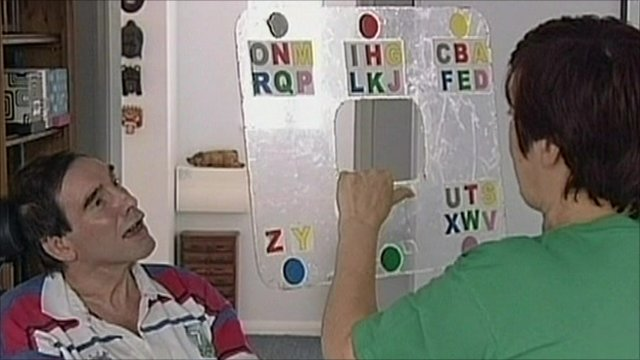 ONM IHG CBA
RQP LKJ FED
UTS
ZY XWV